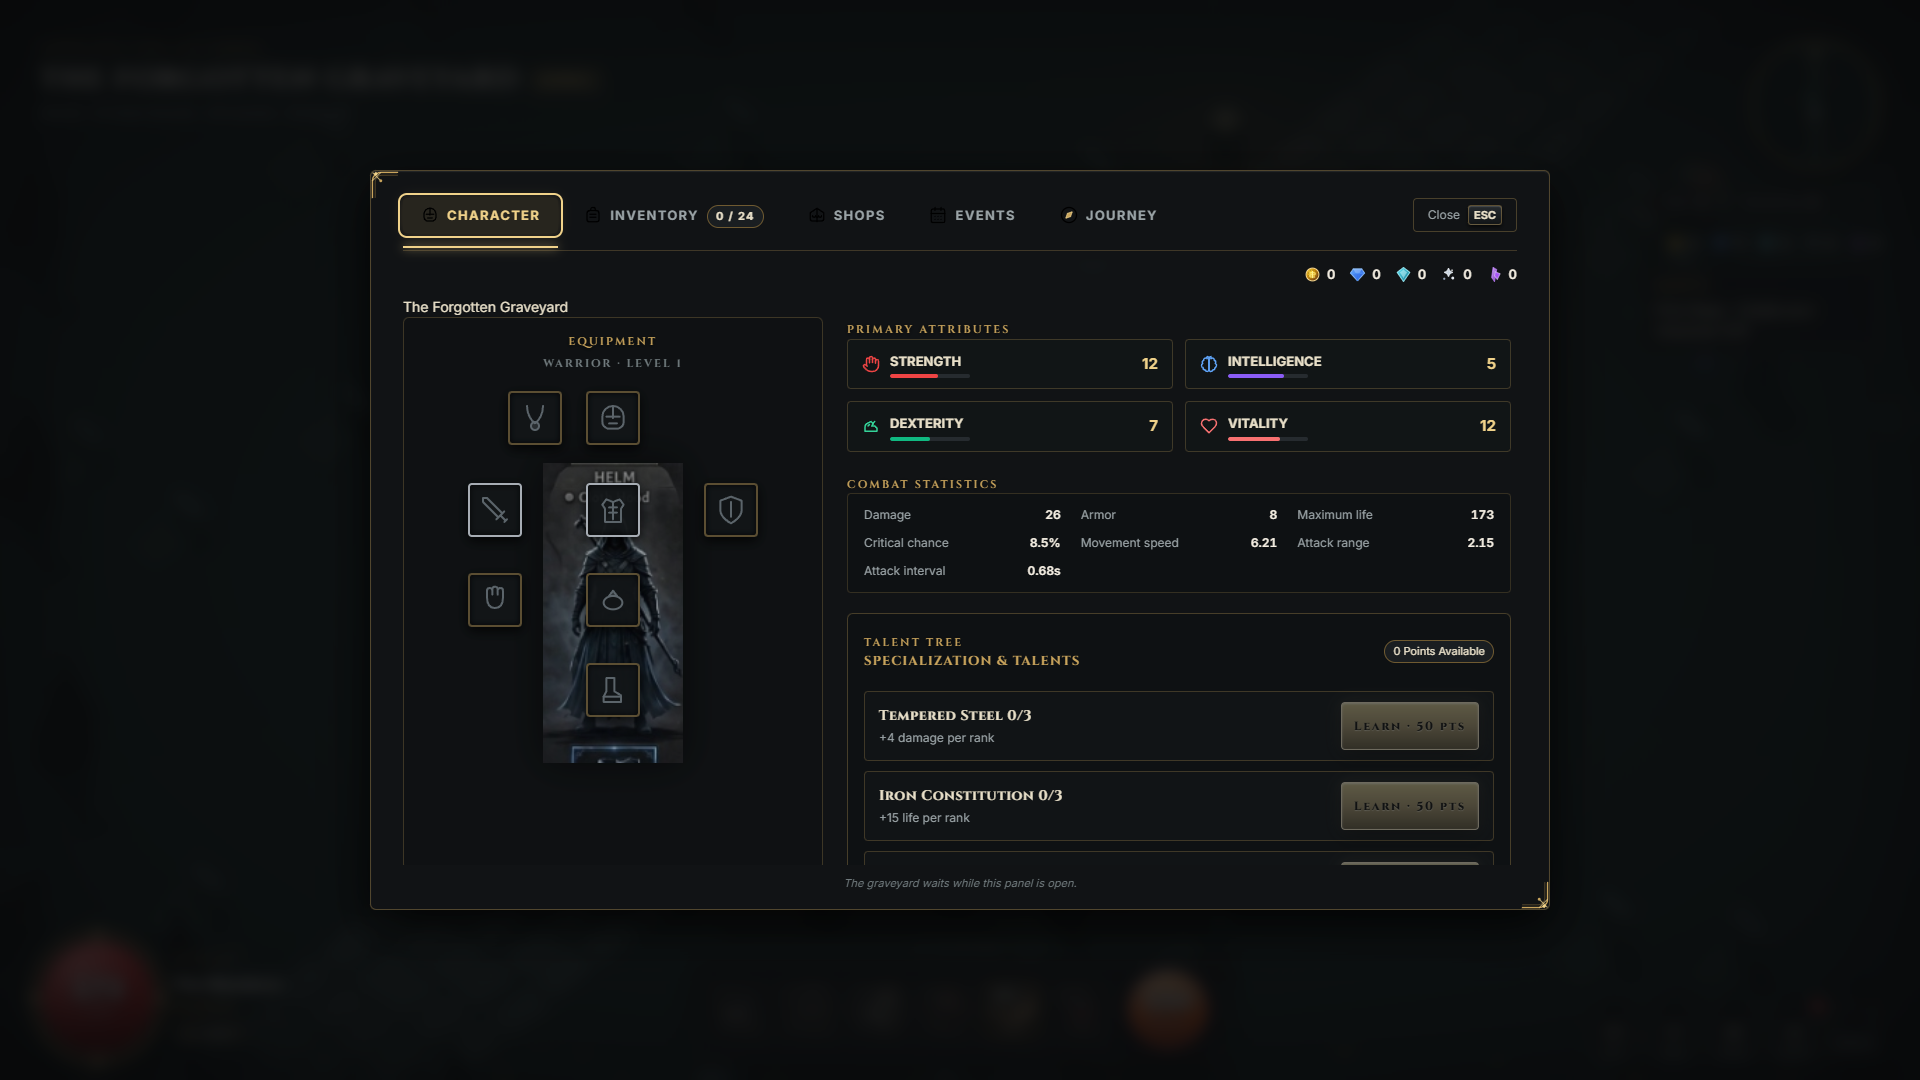 CHARACTER
INVENTORY 0 / 24
SHOPS
EVENTS
JOURNEY
Close ESC
0 0 0 0 0
The Forgotten Graveyard
EQUIPMENT
WARRIOR · LEVEL 1
HELM
PRIMARY ATTRIBUTES
STRENGTH 12
INTELLIGENCE 5
DEXTERITY 7
VITALITY 12
COMBAT STATISTICS
Damage 26 Armor 8 Maximum life 173
Critical chance 8.5% Movement speed 6.21 Attack range 2.15
Attack interval 0.68s
TALENT TREE
SPECIALIZATION & TALENTS
0 Points Available
Tempered Steel 0/3
+4 damage per rank
Learn · 50 pts
Iron Constitution 0/3
+15 life per rank
Learn · 50 pts
The graveyard waits while this panel is open.